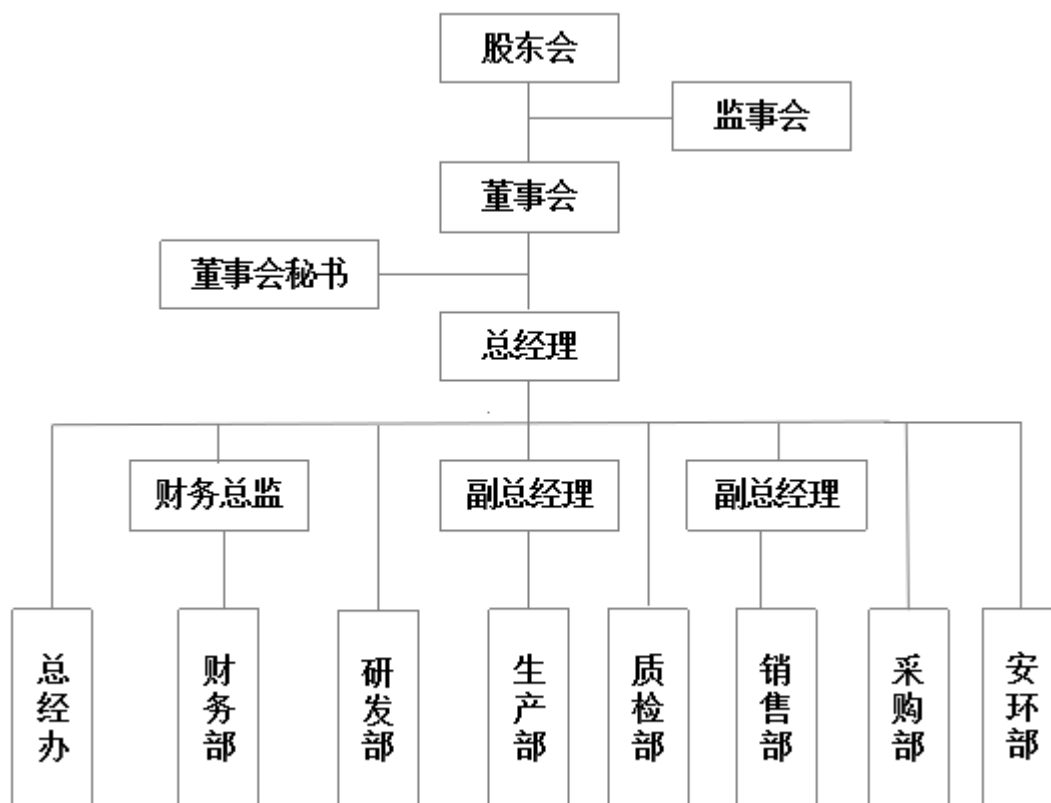 股东会
监事会
董事会
董事会秘书
总经理
财务总监
副总经理
副总经理
总经办
财务部
研发部
生产部
质检部
销售部
采购部
安环部